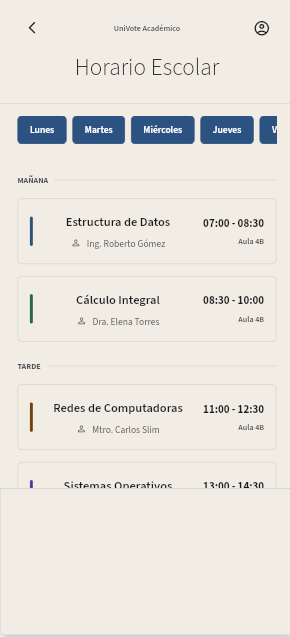 UniVote Académico
Horario Escolar
Lunes Martes Miércoles Jueves
MAÑANA
Estructura de Datos 07:00 - 08:30
Ing. Roberto Gómez Aula 4B
Cálculo Integral 08:30 - 10:00
Dra. Elena Torres Aula 4B
TARDE
Redes de Computadoras 11:00 - 12:30
Mtro. Carlos Slim Aula 4B
Sistemas Operativos 13:00 - 14:30